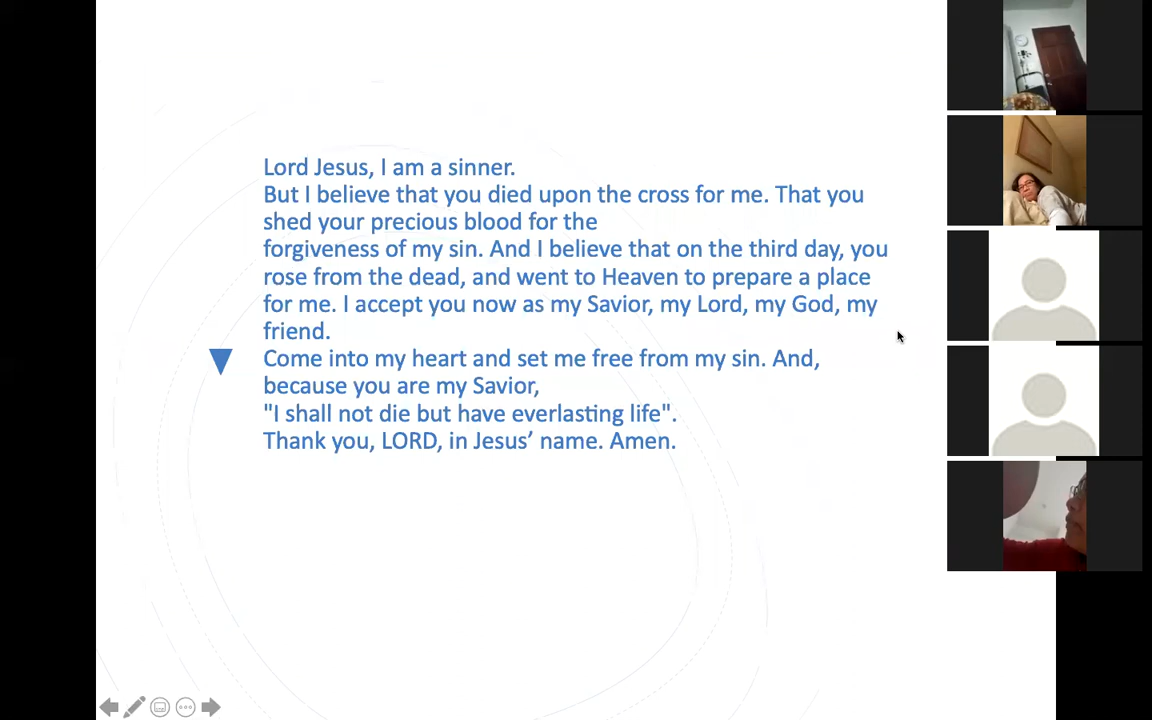 Lord Jesus, I am a sinner.
But I believe that you died upon the cross for me. That you
shed your precious blood for the
forgiveness of my sin. And I believe that on the third day, you
rose from the dead, and went to Heaven to prepare a place
for me. I accept you now as my Savior, my Lord, my God, my
friend.
Come into my heart and set me free from my sin. And,
because you are my Savior,
"I shall not die but have everlasting life".
Thank you, LORD, in Jesus’ name. Amen.